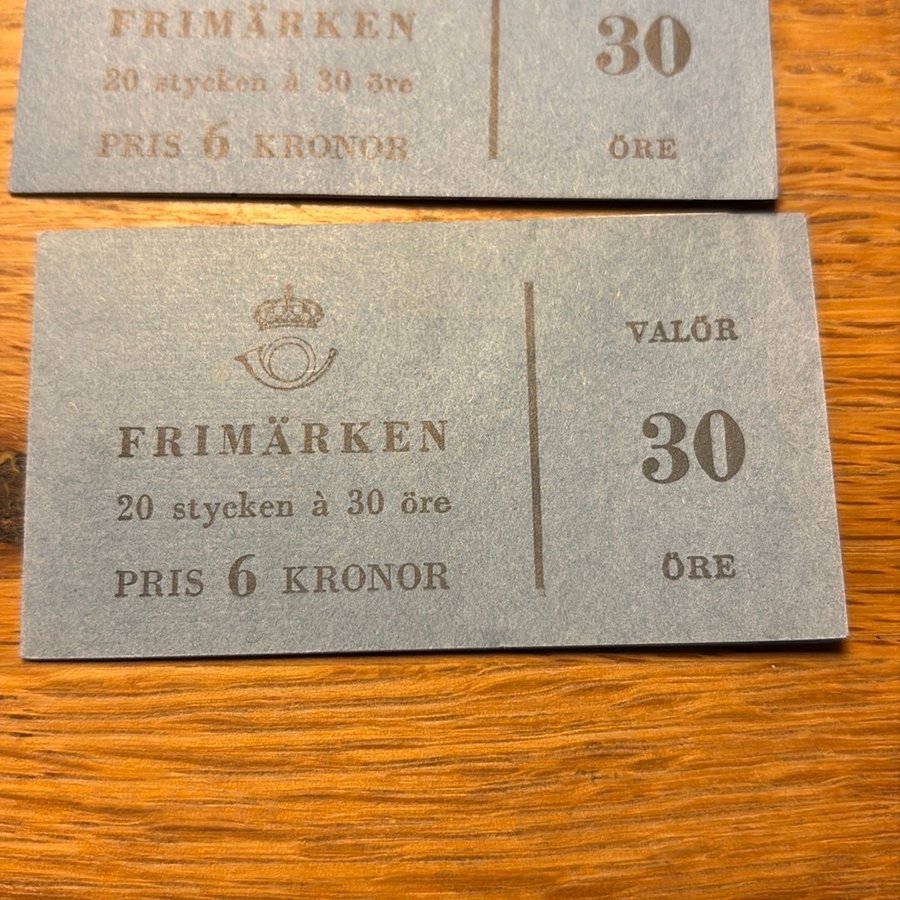 FRIMÄRKEN
20 stycken à 30 öre
PRIS 6 KRONOR
30
ÖRE
FRIMÄRKEN
20 stycken à 30 öre
PRIS 6 KRONOR
VALÖR
30
ÖRE